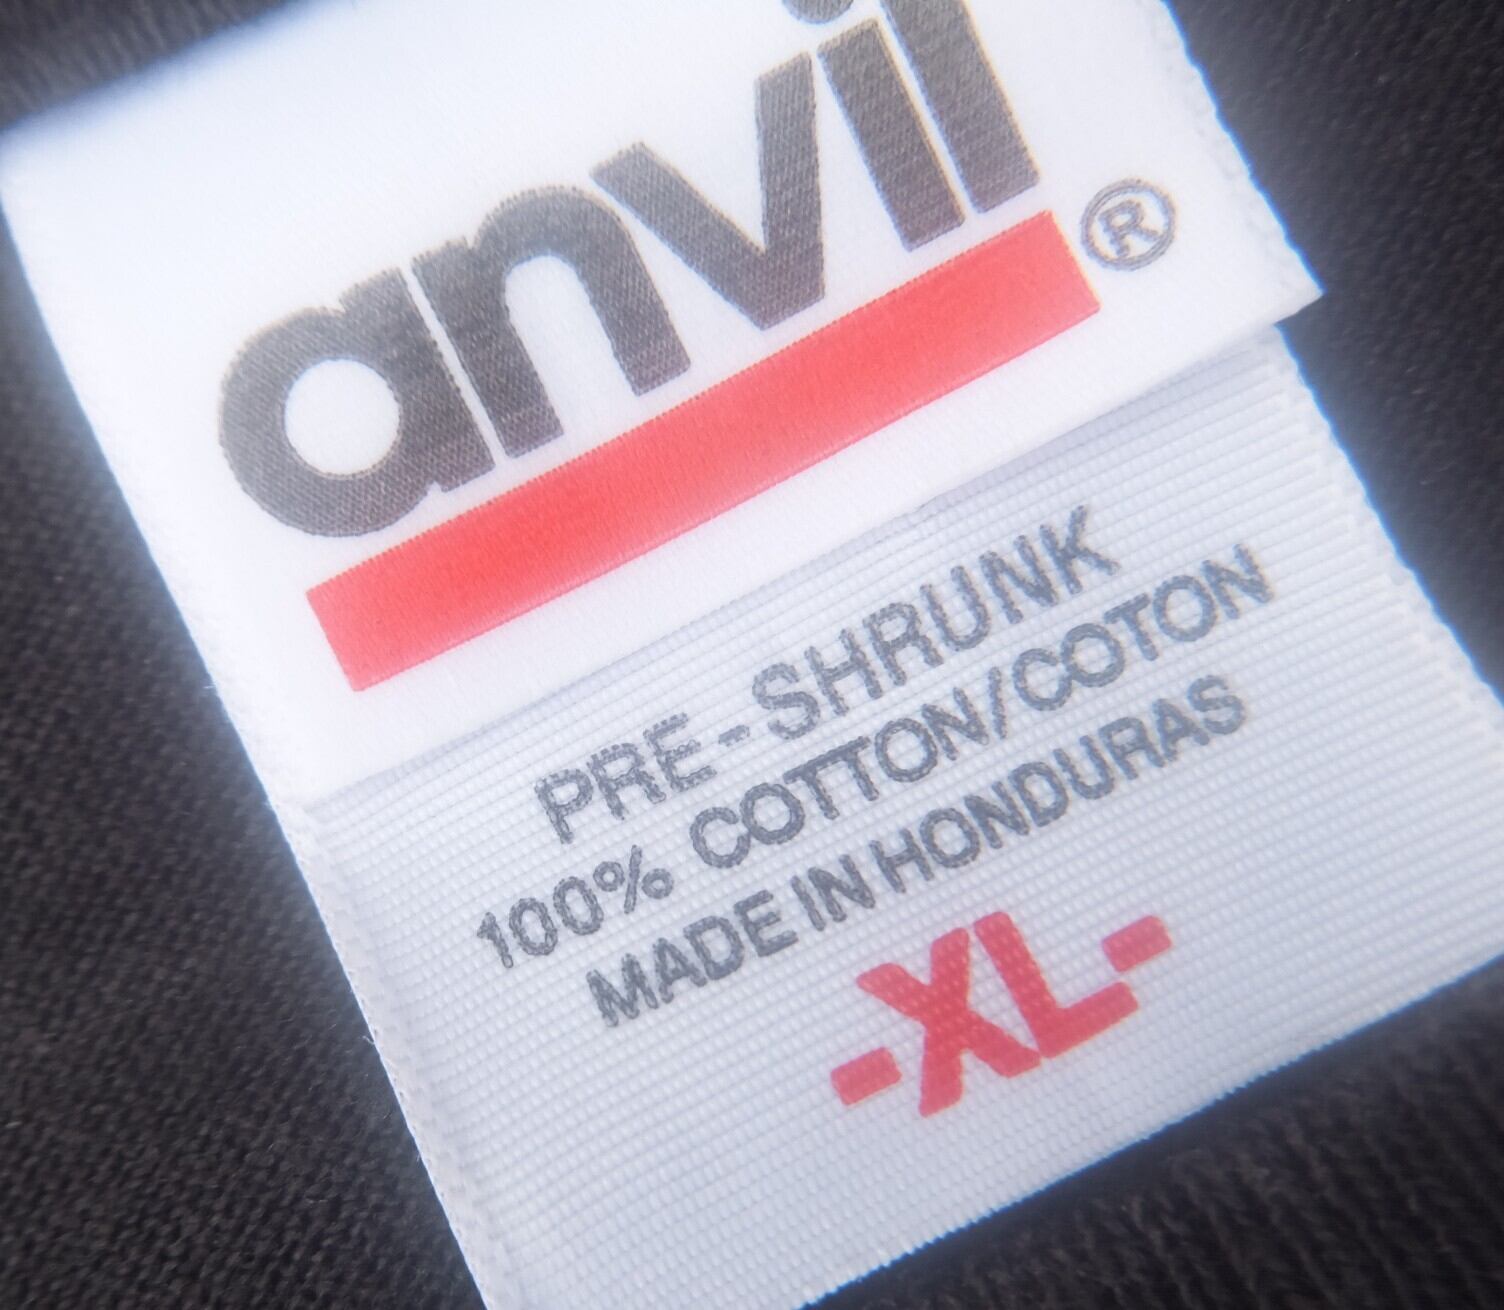 anvil®
PRE-SHRUNK
100% COTTON/COTON
MADE IN HONDURAS
-XL-